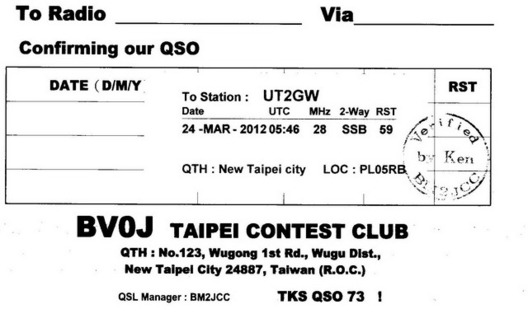 To Radio Via
Confirming our QSO
DATE (D/M/Y RST
To Station : UT2GW
Date UTC MHz 2-Way RST
24 -MAR - 2012 05:46 28 SSB 59
QTH : New Taipei city LOC : PL05RB
Verified
by Ken
BM2JCC
BV0J TAIPEI CONTEST CLUB
QTH : No.123, Wugong 1st Rd., Wugu Dist.,
New Taipei City 24887, Taiwan (R.O.C.)
QSL Manager : BM2JCC TKS QSO 73 !